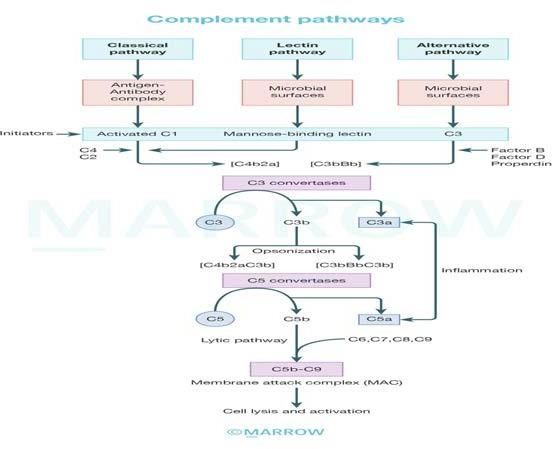 Complement pathways
Classical
pathway
Lectin
pathway
Alternative
pathway
Antigen-
Antibody
complex
Microbial
surfaces
Microbial
surfaces
Initiators
Activated C1
Mannose-binding lectin
C3
C4
C2
[C4b2a]
[C3bBb]
Factor B
Factor D
Properdin
C3 convertases
MARROW
C3
C3b
C3a
Opsonization
[C4b2aC3b]
[C3bBbC3b]
Inflammation
C5 convertases
C5
C5b
C5a
Lytic pathway
C6,C7,C8,C9
C5b-C9
Membrane attack complex (MAC)
Cell lysis and activation
©MARROW